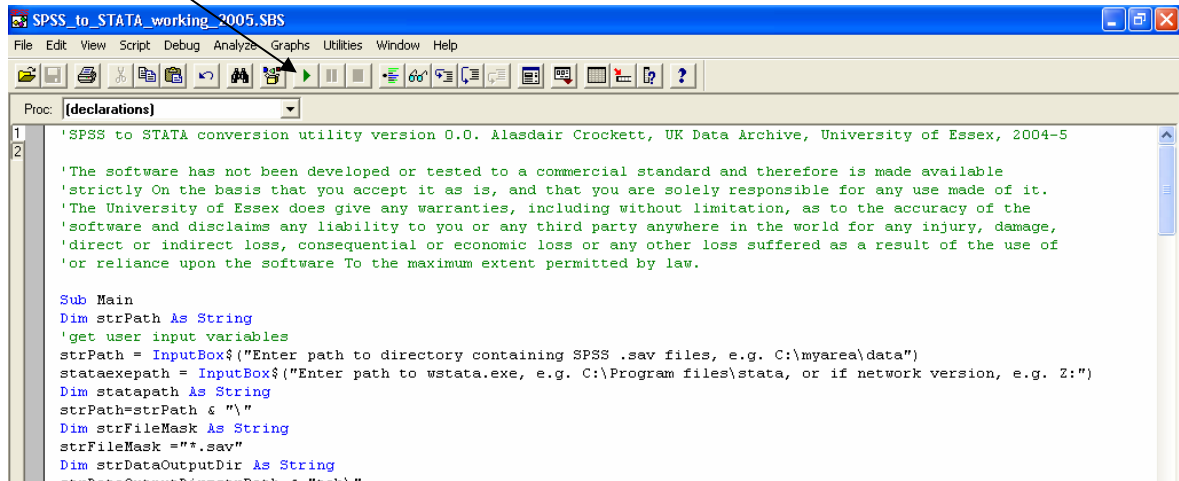 SPSS_to_STATA_working_2005.SBS
File Edit View Script Debug Analyze Graphs Utilities Window Help
Proc: (declarations)
1 'SPSS to STATA conversion utility version 0.0. Alasdair Crockett, UK Data Archive, University of Essex, 2004-5
2
'The software has not been developed or tested to a commercial standard and therefore is made available
'strictly On the basis that you accept it as is, and that you are solely responsible for any use made of it.
'The University of Essex does give any warranties, including without limitation, as to the accuracy of the
'software and disclaims any liability to you or any third party anywhere in the world for any injury, damage,
'direct or indirect loss, consequential or economic loss or any other loss suffered as a result of the use of
'or reliance upon the software To the maximum extent permitted by law.
Sub Main
Dim strPath As String
'get user input variables
strPath = InputBox$("Enter path to directory containing SPSS .sav files, e.g. C:\myarea\data")
stataexepath = InputBox$("Enter path to wstata.exe, e.g. C:\Program files\stata, or if network version, e.g. Z:")
Dim statapath As String
strPath=strPath & "\"
Dim strFileMask As String
strFileMask ="*.sav"
Dim strDataOutputDir As String